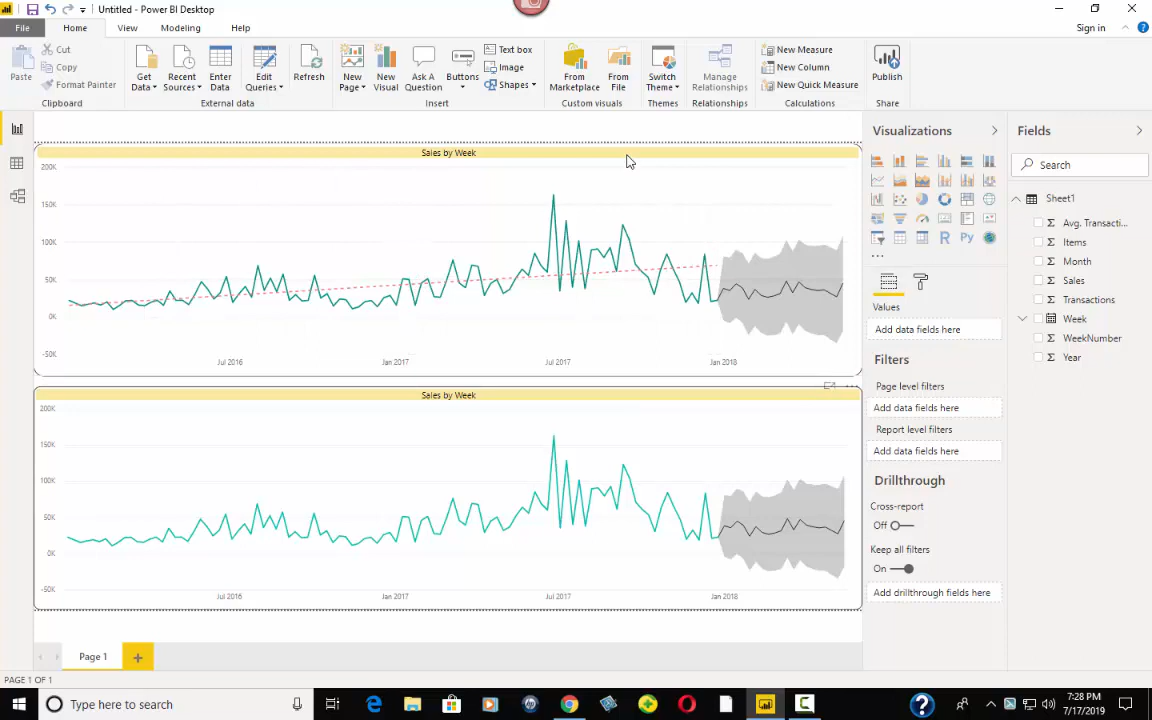 Untitled - Power BI Desktop
File
Home
View
Modeling
Help
Sign in
Paste
Cut
Copy
Format Painter
Clipboard
Get Data
Recent Sources
Enter Data
External data
Edit Queries
Refresh
New Page
New Visual
Ask A Question
Buttons
Text box
Image
Shapes
Insert
From Marketplace
From File
Custom visuals
Switch Theme
Themes
Manage Relationships
Relationships
New Measure
New Column
New Quick Measure
Calculations
Publish
Share
Sales by Week
200K
150K
100K
50K
0K
-50K
Jul 2016
Jan 2017
Jul 2017
Jan 2018
Sales by Week
200K
150K
100K
50K
0K
-50K
Jul 2016
Jan 2017
Jul 2017
Jan 2018
Visualizations
R
Py
Values
Add data fields here
Filters
Page level filters
Add data fields here
Report level filters
Add data fields here
Drillthrough
Cross-report
Off
Keep all filters
On
Add drillthrough fields here
Fields
Search
Sheet1
Σ Avg. Transacti...
Σ Items
Σ Month
Σ Sales
Σ Transactions
Week
Σ WeekNumber
Σ Year
Page 1
PAGE 1 OF 1
Type here to search
7:28 PM
7/17/2019